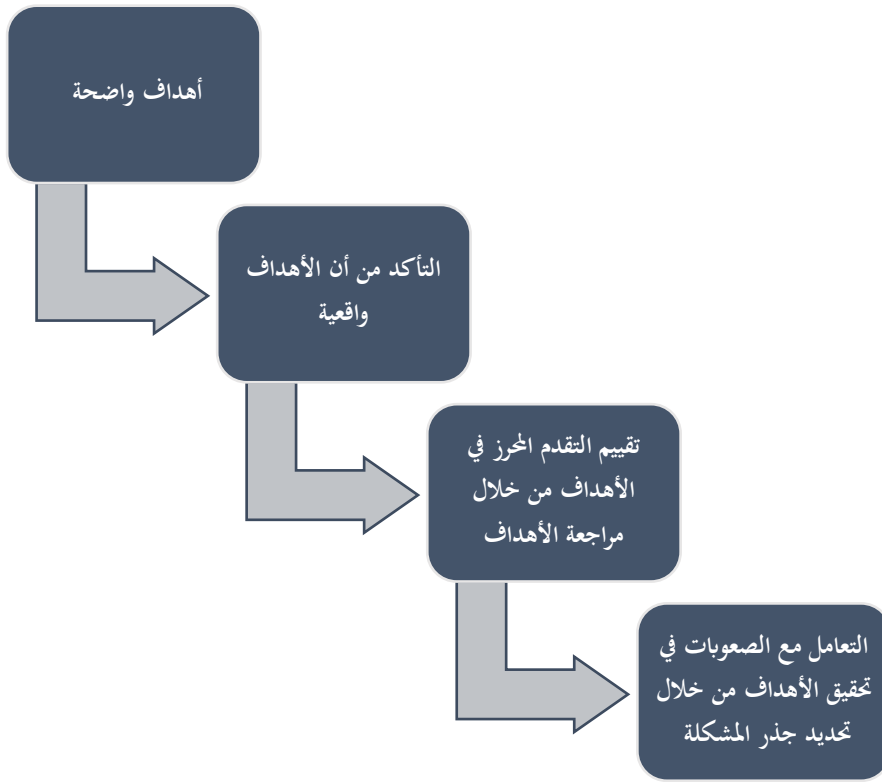 أهداف واضحة
التأكد من أن الأهداف
واقعية
تقييم التقدم المحرز في
الأهداف من خلال
مراجعة الأهداف
التعامل مع الصعوبات في
تحقيق الأهداف من خلال
تحديد جذر المشكلة